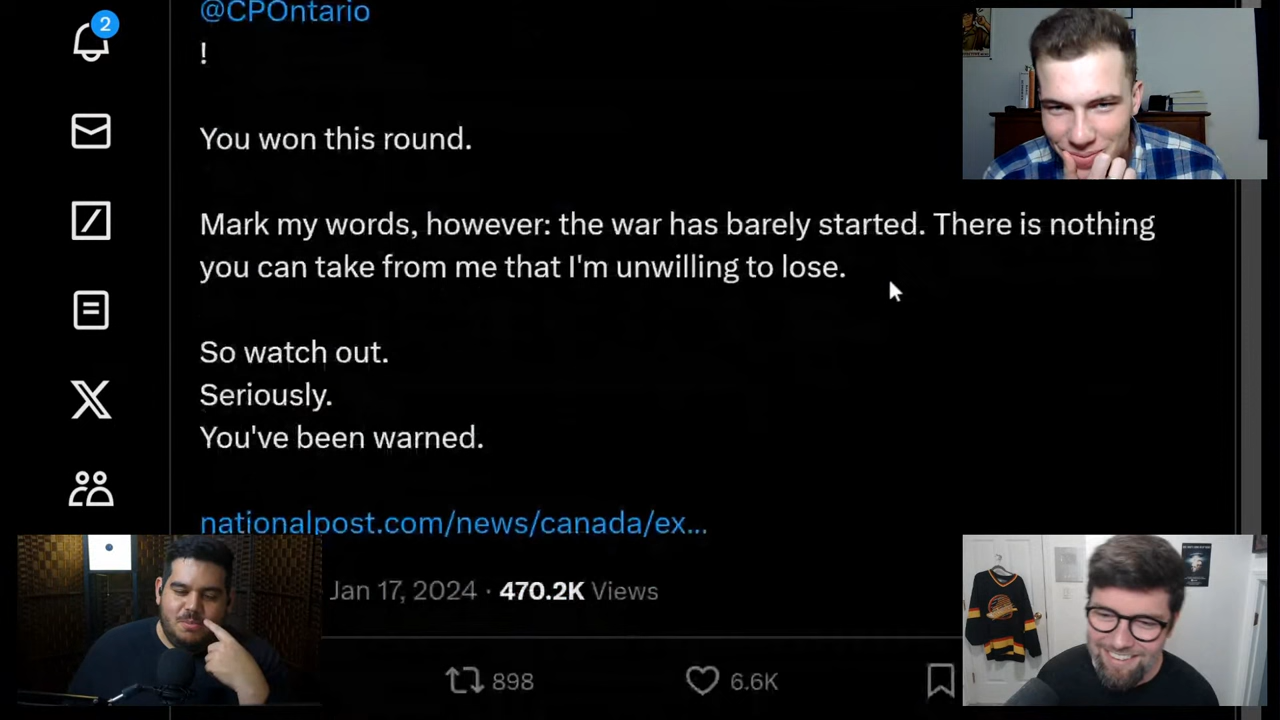 @CPOntario
!
You won this round.
Mark my words, however: the war has barely started. There is nothing
you can take from me that I'm unwilling to lose.
So watch out.
Seriously.
You've been warned.
nationalpost.com/news/canada/ex...
Jan 17, 2024 · 470.2K Views
898
6.6K
2